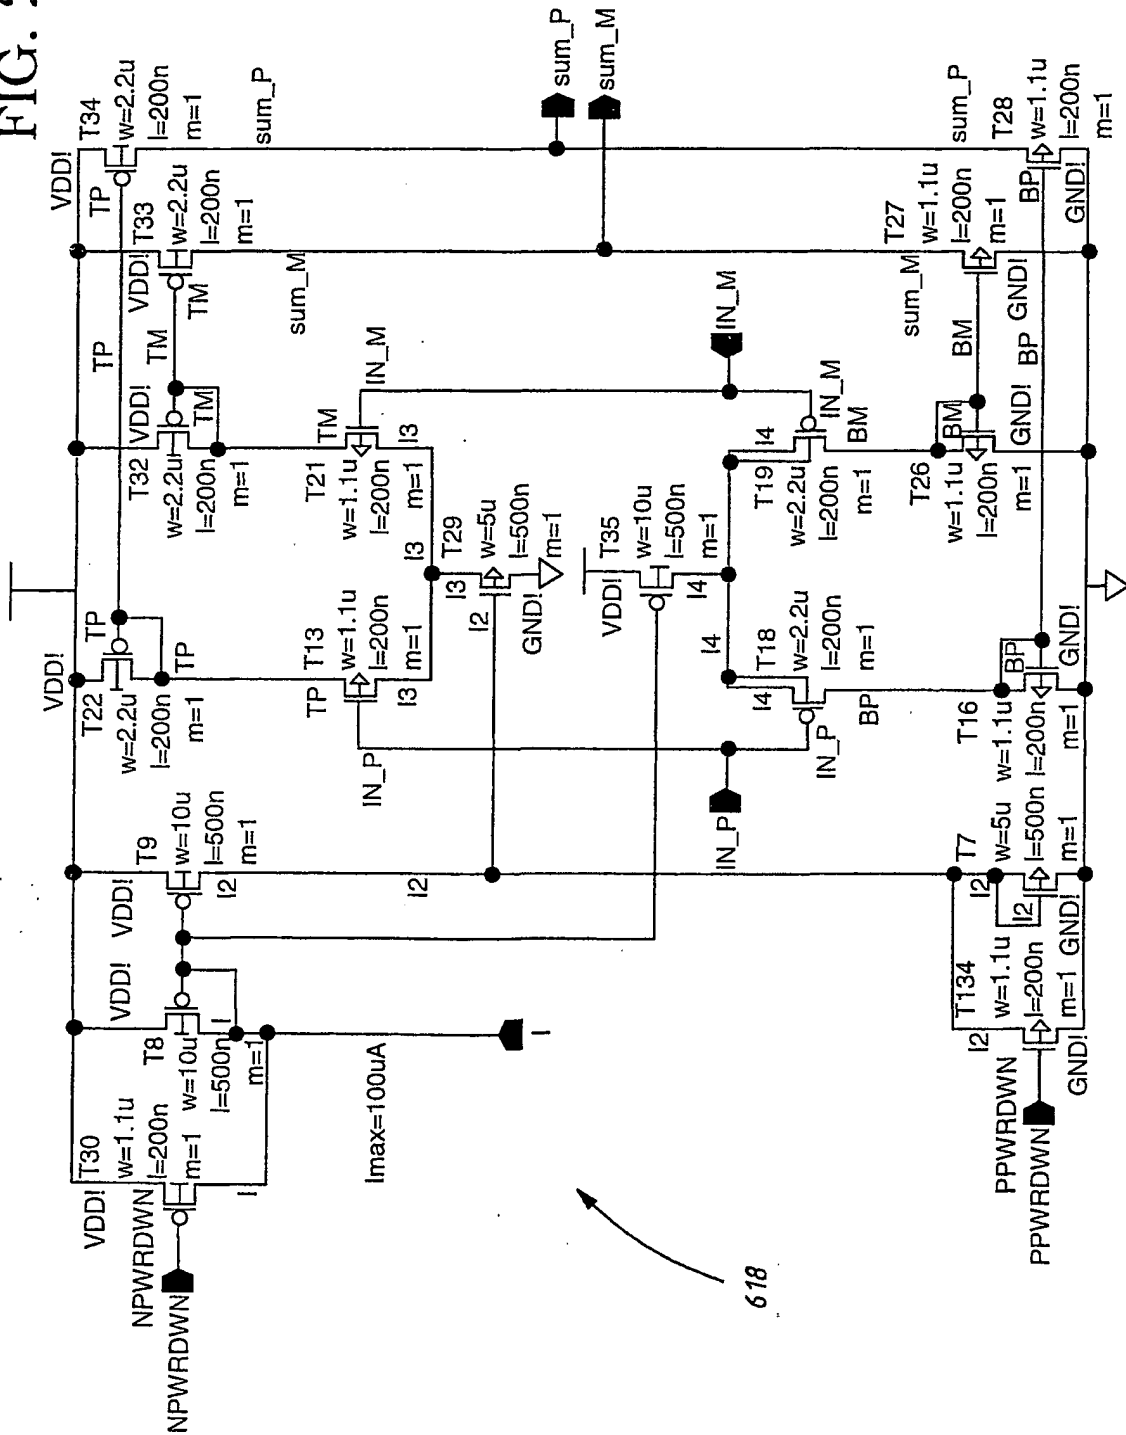 FIG.
VDD!
T30
w=1.1u
l=200n
m=1
NPWRDWN
NPWRDWN
I
VDD!
T8
w=10u
l=500n
m=1
I
I
Imax=100uA
VDD!
T9
w=10u
l=500n
m=1
I2
I2
VDD!
T22
w=2.2u
l=200n
m=1
TP
TP
TP
VDD!
T32
w=2.2u
l=200n
m=1
TM
TM
VDD!
T33
w=2.2u
l=200n
m=1
TM
sum_M
VDD!
T34
w=2.2u
l=200n
m=1
TP
sum_P
sum_P
sum_M
TP
T13
w=1.1u
l=200n
m=1
I3
IN_P
TM
T21
w=1.1u
l=200n
m=1
I3
IN_M
I3
I3
T29
w=5u
l=500n
m=1
I2
GND!
VDD!
T35
w=10u
l=500n
m=1
I4
I4
IN_P
IN_M
I4
T18
w=2.2u
l=200n
m=1
IN_P
BP
I4
T19
w=2.2u
l=200n
m=1
IN_M
BM
PPWRDWN
PPWRDWN
I2
T134
w=1.1u
l=200n
m=1
GND!
I2
T7
w=5u
l=500n
m=1
I2
GND!
T16
w=1.1u
l=200n
m=1
BP
GND!
T26
w=1.1u
l=200n
m=1
BM
GND!
BM
BP
sum_M
T27
w=1.1u
l=200n
m=1
GND!
sum_P
T28
w=1.1u
l=200n
m=1
BP
GND!
618